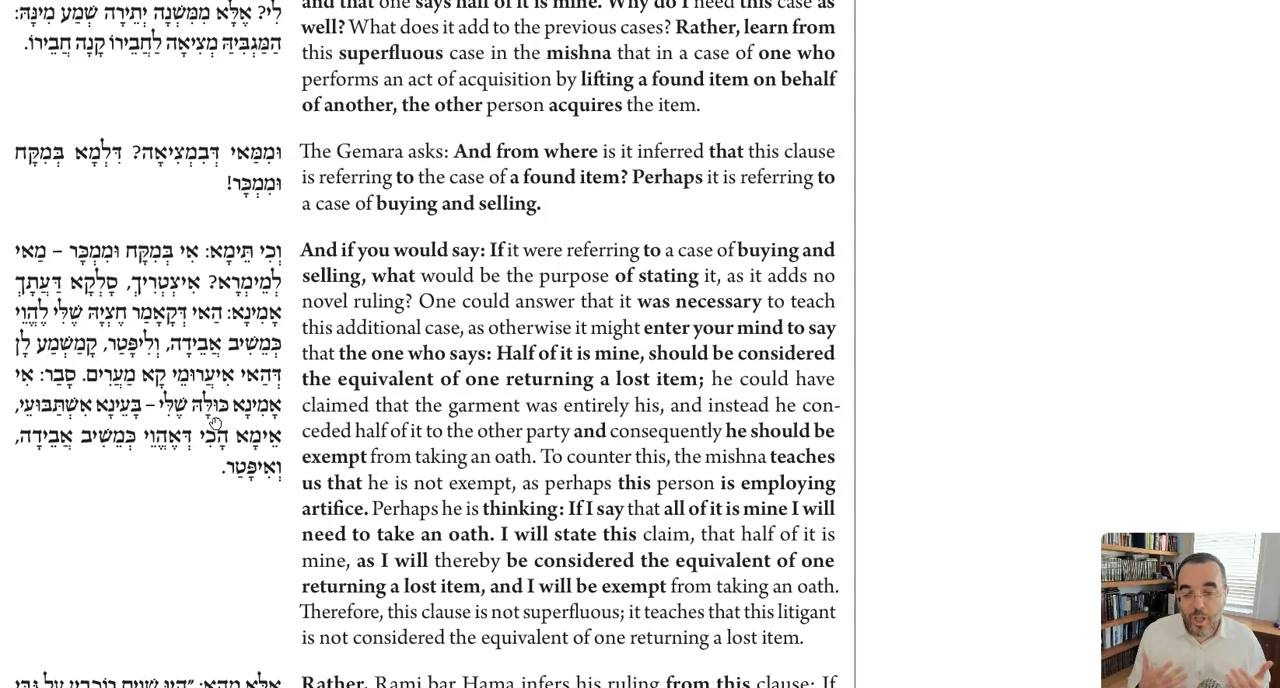 לִי? אֶלָּא מִמִּשְׁנָה יְתֵירָה שְׁמַע מִינַּהּ:
הַמַּגְבִּיהַּ מְצִיאָה לַחֲבֵירוֹ קָנָה חֲבֵירוֹ.
and that one says half of it is mine. Why do I need this case as
well? What does it add to the previous cases? Rather, learn from
this superfluous case in the mishna that in a case of one who
performs an act of acquisition by lifting a found item on behalf
of another, the other person acquires the item.
וּמִמַּאי דְּבִמְצִיאָה? דִּלְמָא בְּמִקָּח
וּמִמְכָּר!
The Gemara asks: And from where is it inferred that this clause
is referring to the case of a found item? Perhaps it is referring to
a case of buying and selling.
וְכִי תֵּימָא: אִי בְּמִקָּח וּמִמְכָּר – מַאי
לְמֵימְרָא? אִיצְטְרִיךְ, סָלְקָא דַּעְתָּךְ
אָמִינָא: הַאי דְּקָאָמַר חֶצְיָהּ שֶׁלִּי לֶהֱוֵי
כְּמֵשִׁיב אֲבֵידָה, וְלִיפְּטַר, קָמַשְׁמַע לַן
דְּהַאי אִיעָרוֹמֵי קָא מַעֲרִים. סָבַר: אִי
אָמֵינָא כּוּלָּהּ שֶׁלִּי – בָּעֵינָא אִשְׁתַּבּוֹעֵי,
אֵימָא הָכִי דְּאֶהֱוֵי כְּמֵשִׁיב אֲבֵידָה,
וְאִיפְּטַר.
And if you would say: If it were referring to a case of buying and
selling, what would be the purpose of stating it, as it adds no
novel ruling? One could answer that it was necessary to teach
this additional case, as otherwise it might enter your mind to say
that the one who says: Half of it is mine, should be considered
the equivalent of one returning a lost item; he could have
claimed that the garment was entirely his, and instead he con-
ceded half of it to the other party and consequently he should be
exempt from taking an oath. To counter this, the mishna teaches
us that he is not exempt, as perhaps this person is employing
artifice. Perhaps he is thinking: If I say that all of it is mine I will
need to take an oath. I will state this claim, that half of it is
mine, as I will thereby be considered the equivalent of one
returning a lost item, and I will be exempt from taking an oath.
Therefore, this clause is not superfluous; it teaches that this litigant
is not considered the equivalent of one returning a lost item.
Rather, Rami bar Hama infers his ruling from this clause: If